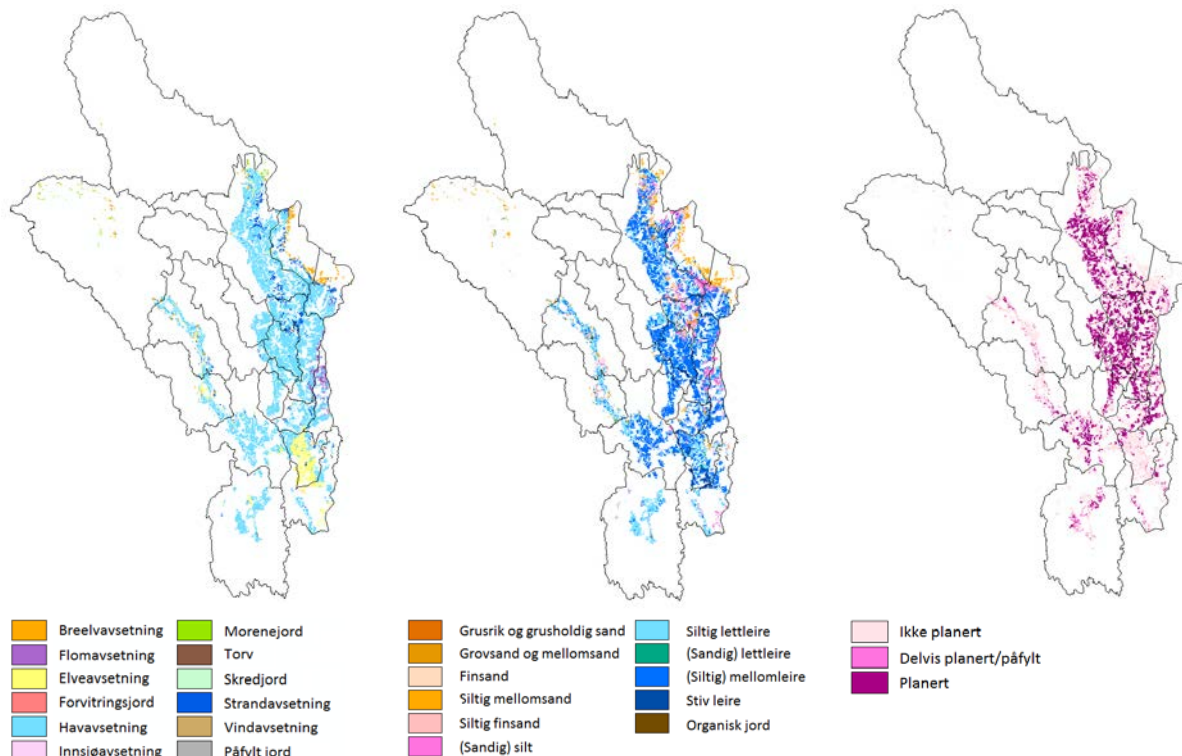 Breelvavsetning
Flomavsetning
Elveavsetning
Forvitringsjord
Havavsetning
Innsjøavsetning
Morenejord
Torv
Skredjord
Strandavsetning
Vindavsetning
Påfylt jord
Grusrik og grusholdig sand
Grovsand og mellomsand
Finsand
Siltig mellomsand
Siltig finsand
(Sandig) silt
Siltig lettleire
(Sandig) lettleire
(Siltig) mellomleire
Stiv leire
Organisk jord
Ikke planert
Delvis planert/påfylt
Planert